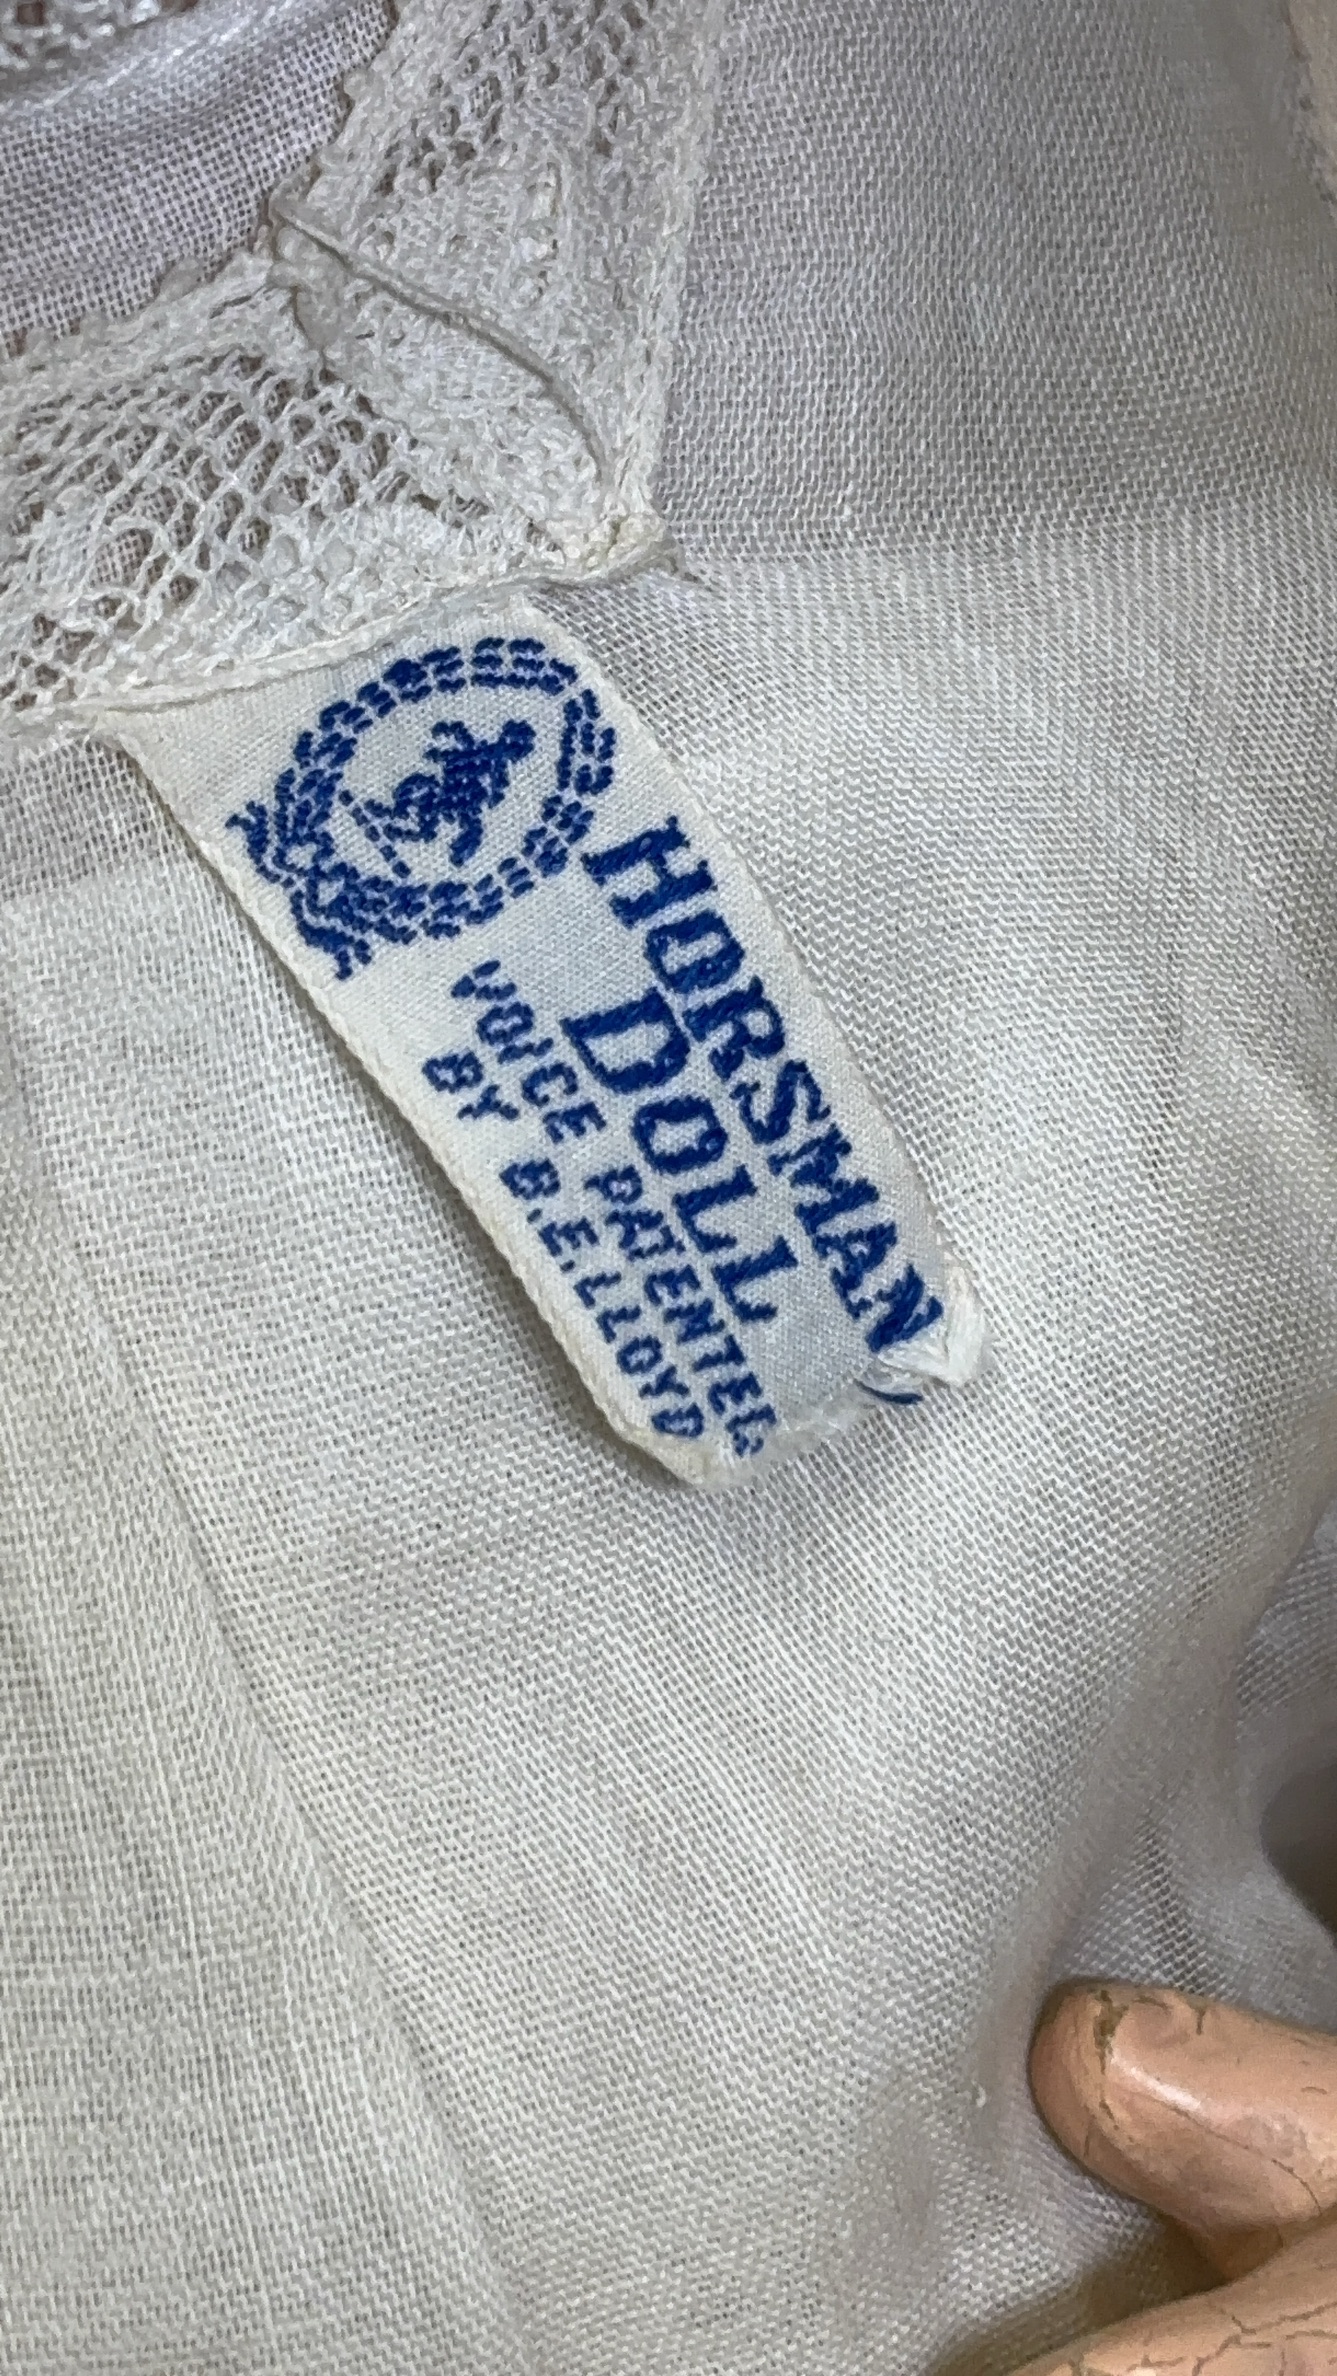 HORSMAN
DOLL
VOICE PATENTED
BY B.E.LLOYD